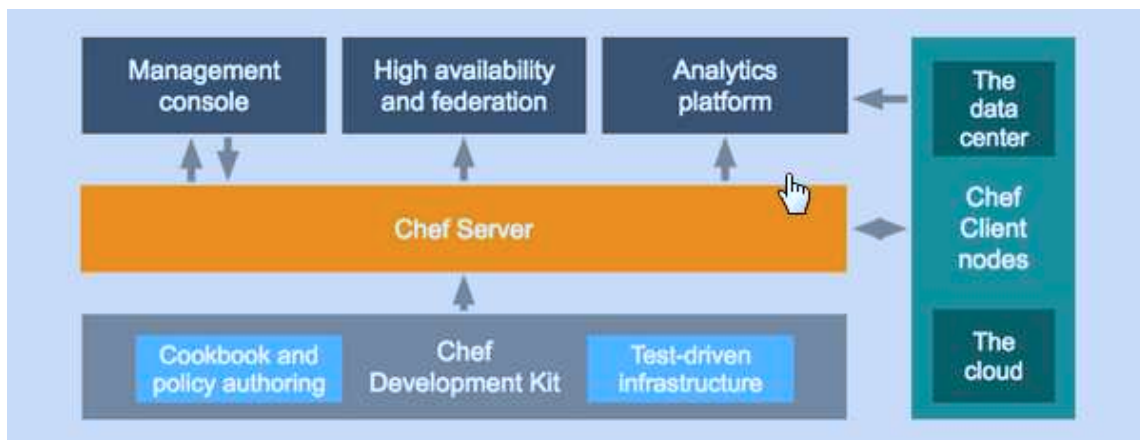 Management
console
High availability
and federation
Analytics
platform
The
data
center
Chef Server
Chef
Client
nodes
Cookbook and
policy authoring
Chef
Development Kit
Test-driven
infrastructure
The
cloud